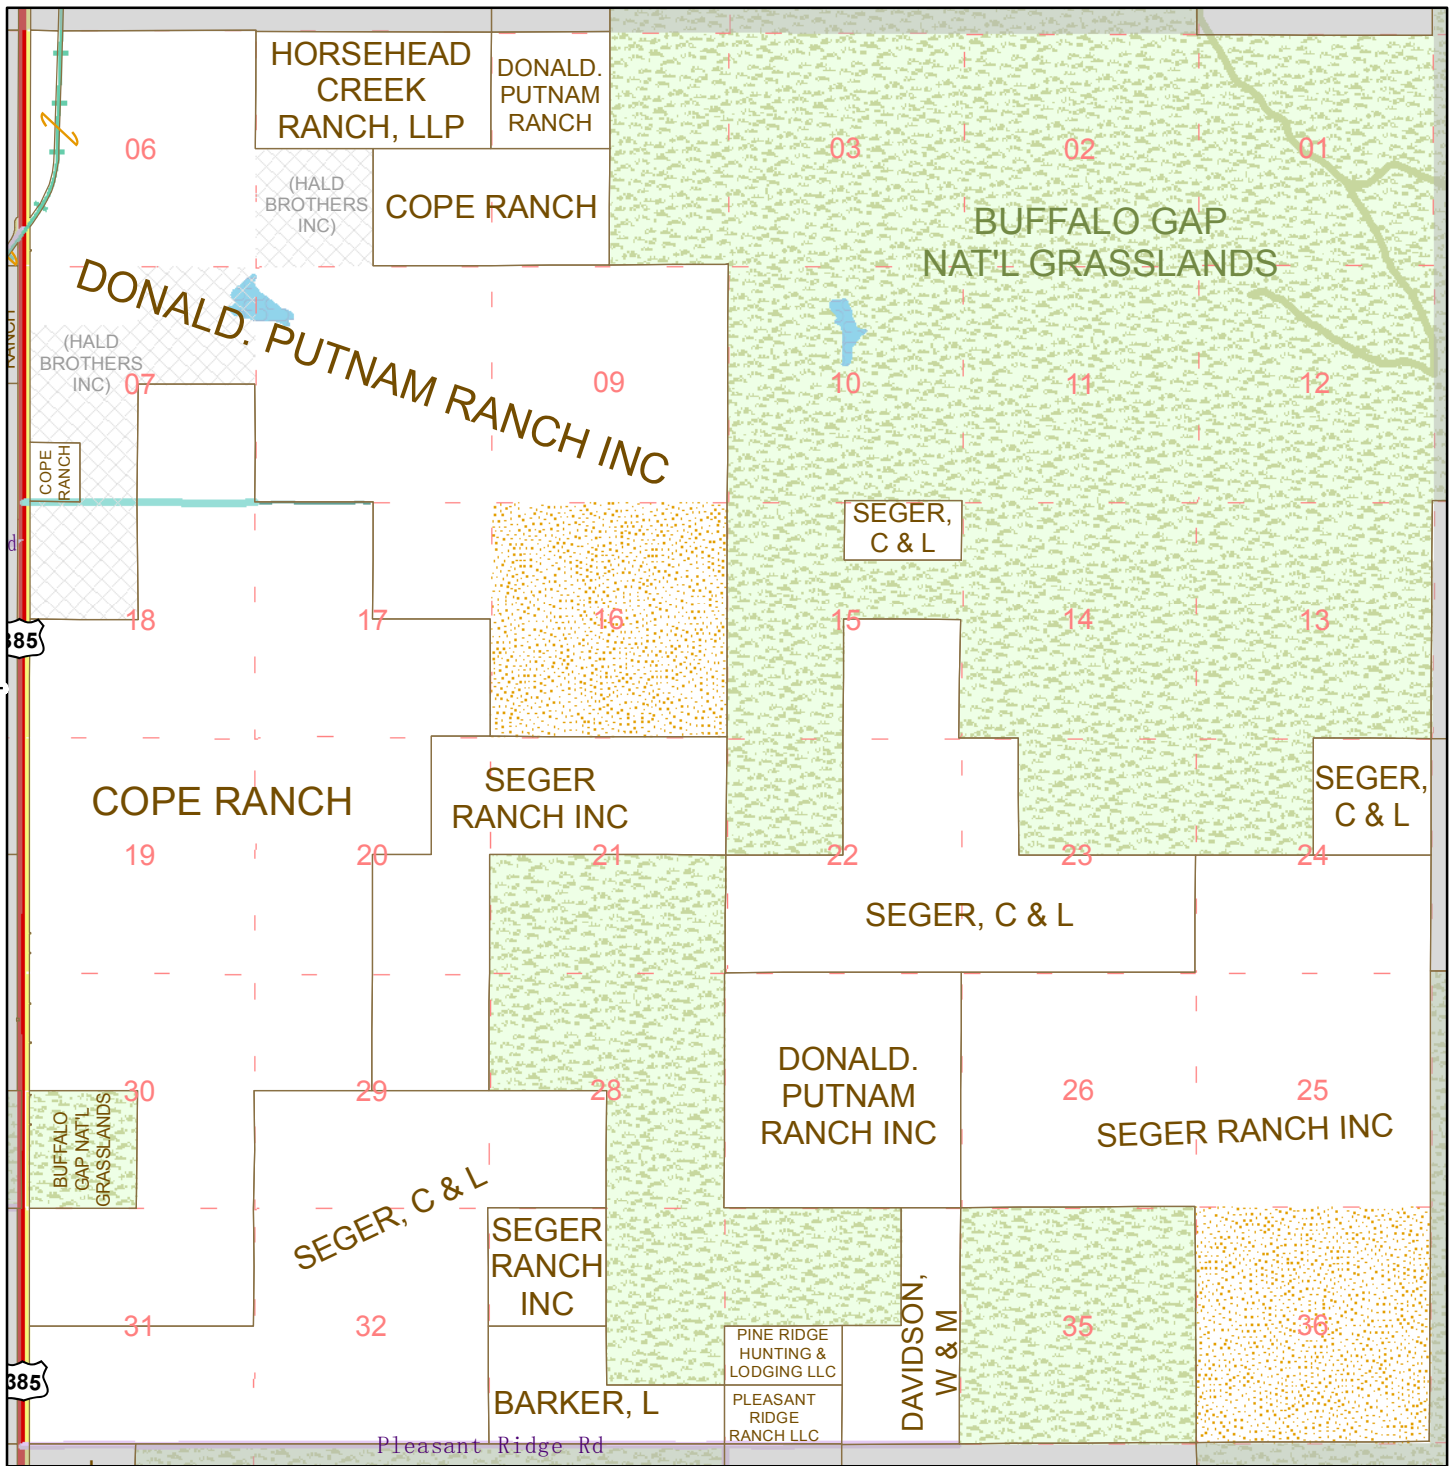 HORSEHEAD
CREEK
RANCH, LLP
DONALD.
PUTNAM
RANCH
06
03
02
01
(HALD
BROTHERS
INC)
COPE RANCH
BUFFALO GAP
NAT'L GRASSLANDS
DONALD. PUTNAM RANCH INC
RANCH
(HALD
BROTHERS
INC)
07
09
10
11
12
COPE
RANCH
SEGER,
C & L
d
18
17
16
15
14
13
385
COPE RANCH
SEGER
RANCH INC
SEGER,
C & L
19
20
21
22
23
24
SEGER, C & L
DONALD.
PUTNAM
RANCH INC
30
29
28
26
25
BUFFALO
GAP NAT'L
GRASSLANDS
SEGER RANCH INC
SEGER, C & L
SEGER
RANCH
INC
DAVIDSON,
W & M
31
32
35
36
PINE RIDGE
HUNTING &
LODGING LLC
385
BARKER, L
PLEASANT
RIDGE
RANCH LLC
Pleasant Ridge Rd